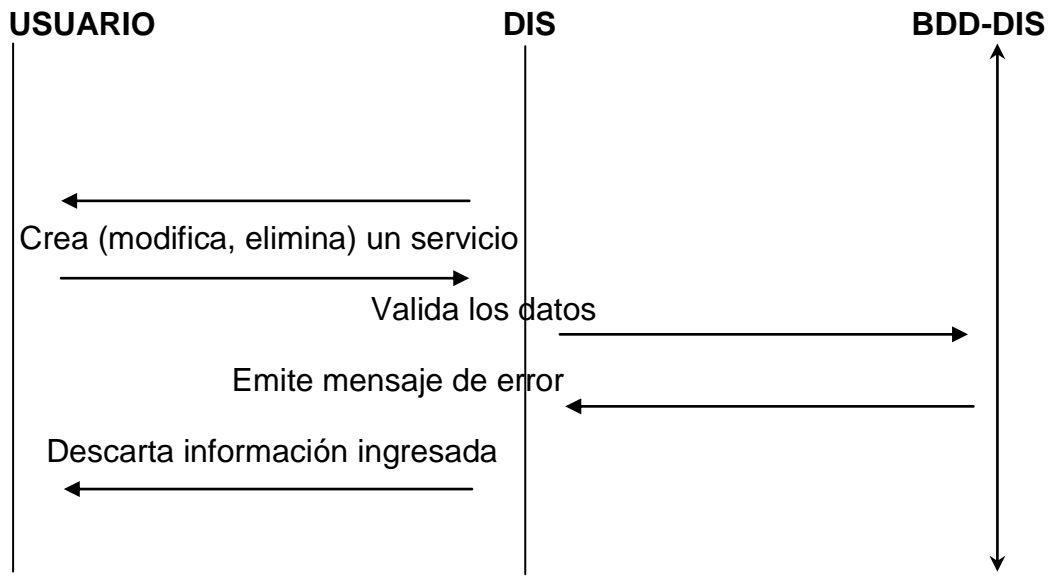 USUARIO DIS BDD-DIS
Crea (modifica, elimina) un servicio
Valida los datos
Emite mensaje de error
Descarta información ingresada